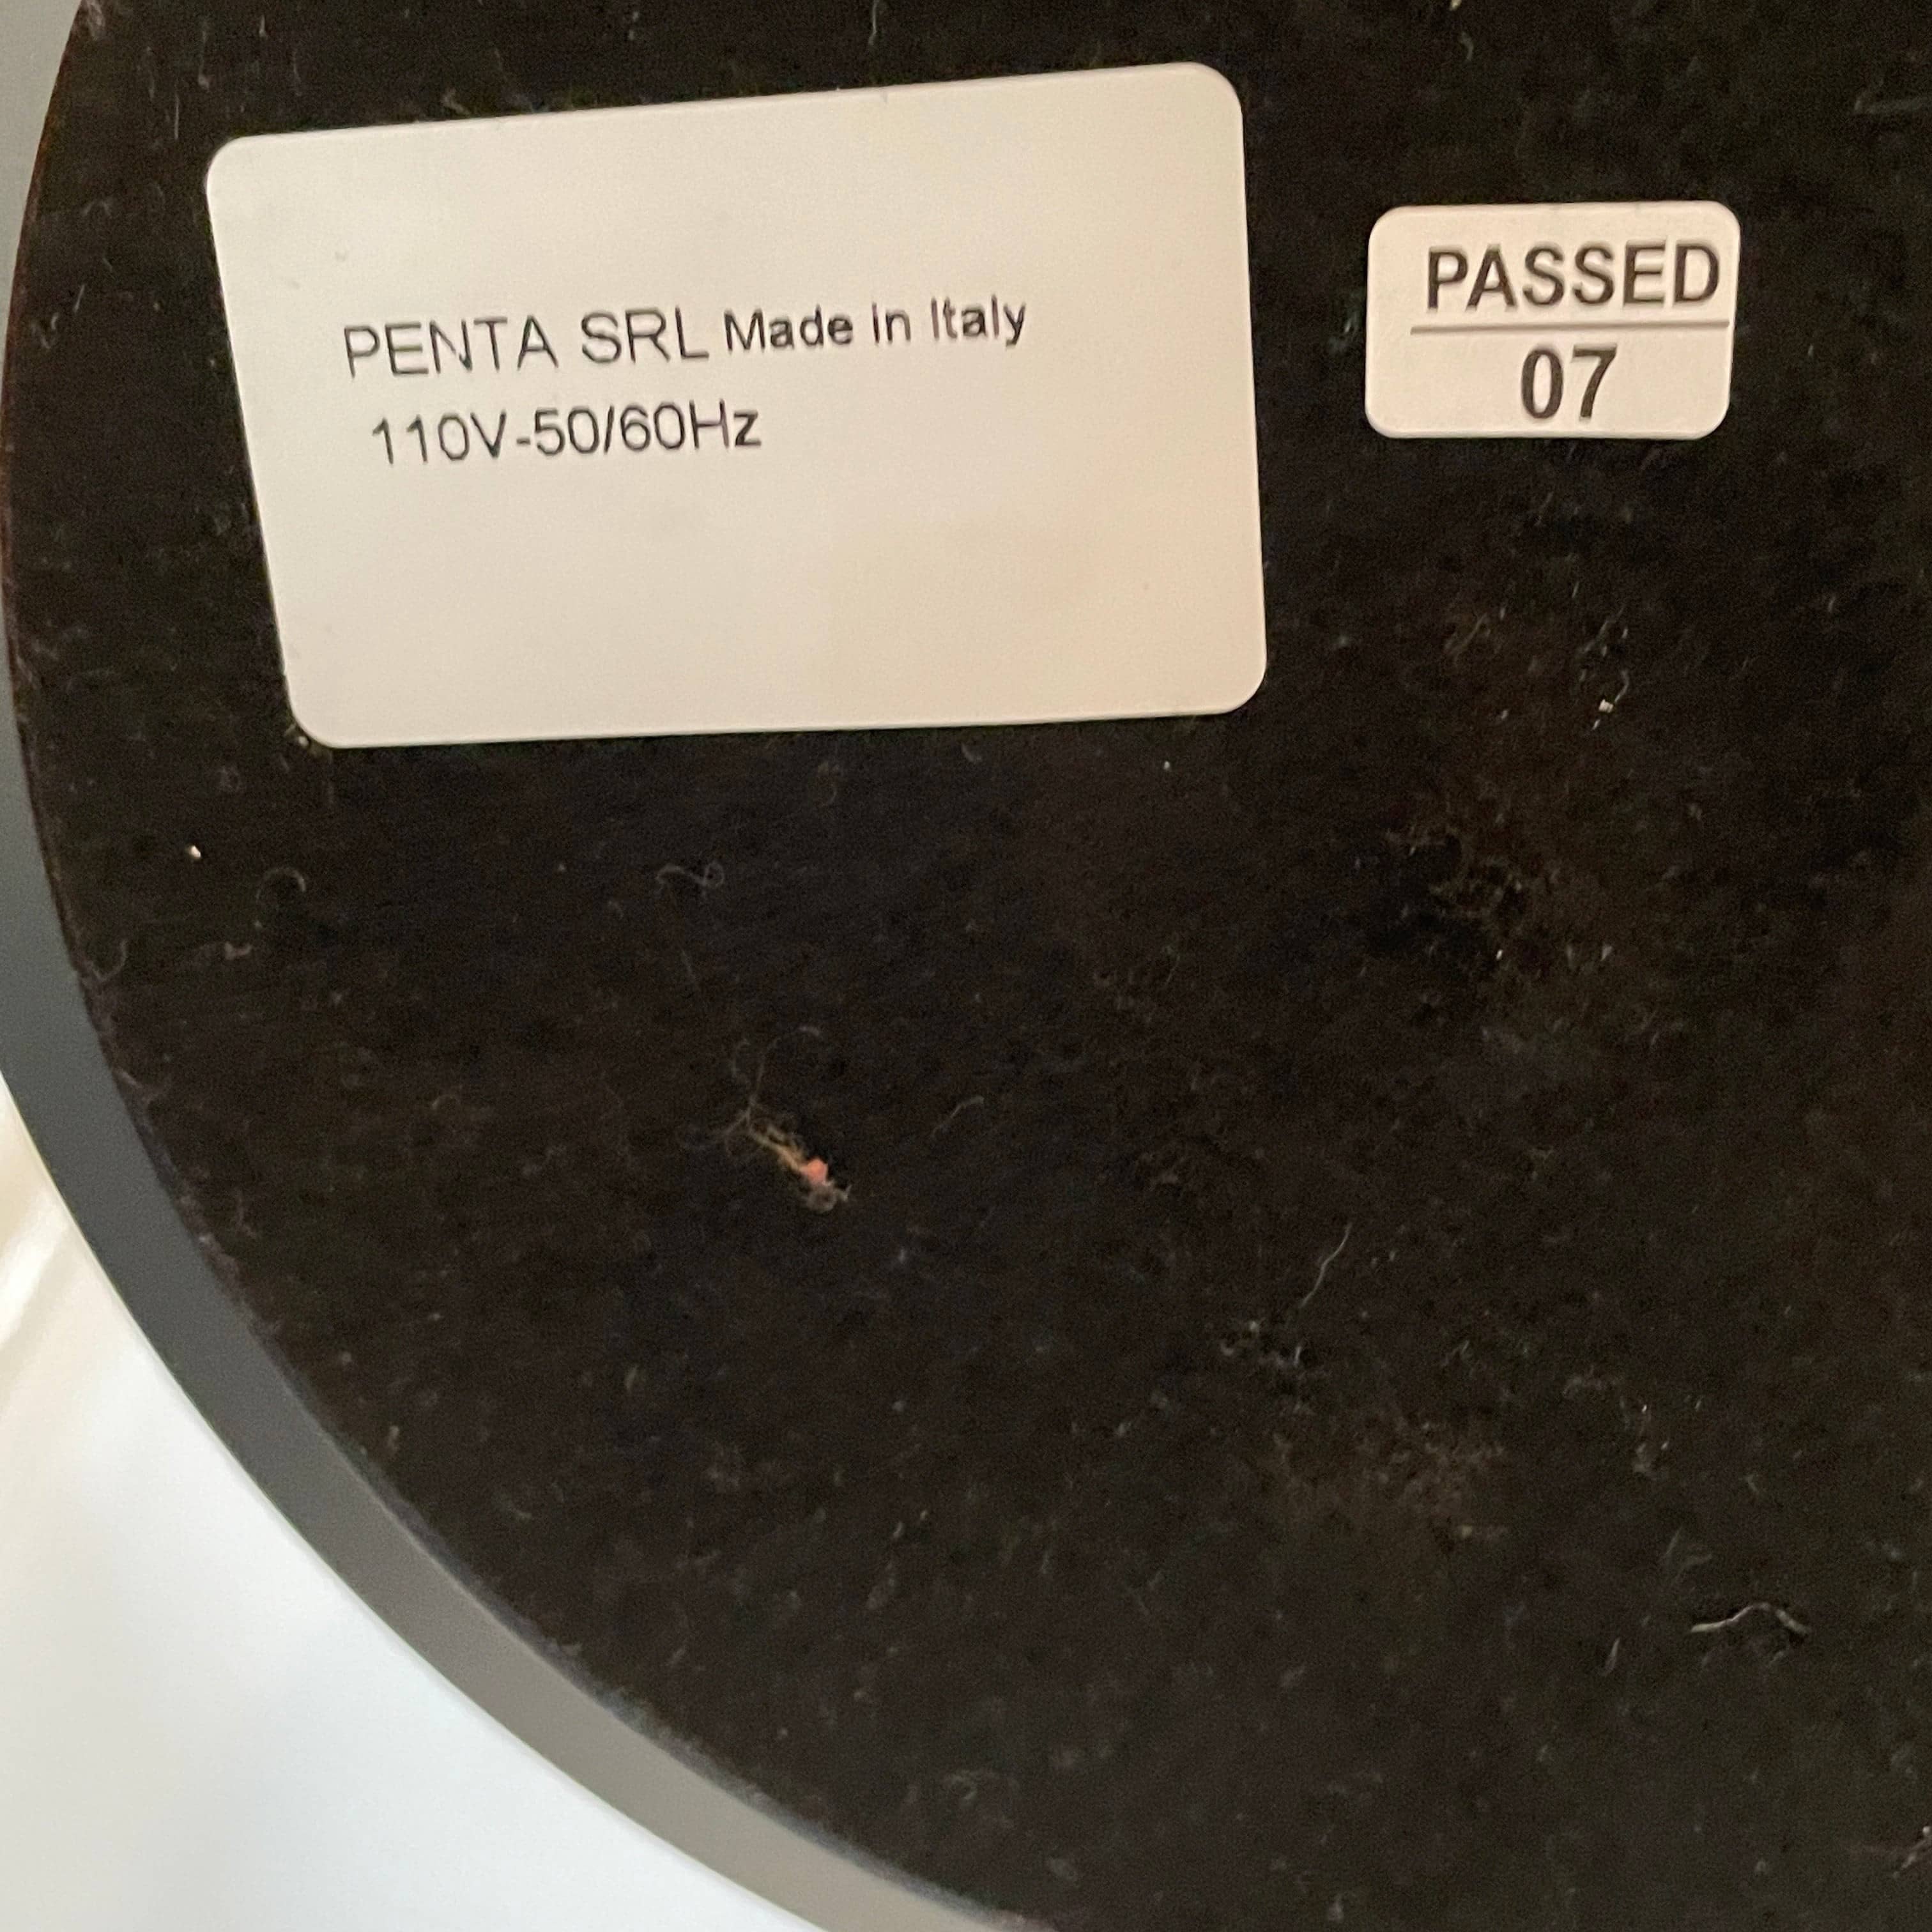 PENTA SRL Made in Italy
110V-50/60Hz
PASSED
07